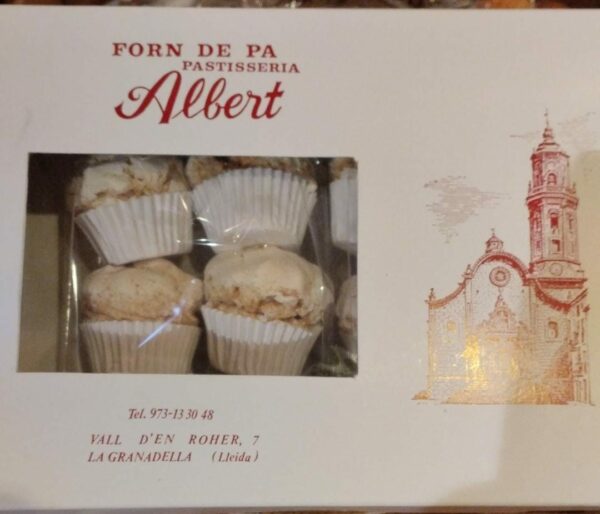 FORN DE PA
PASTISSERIA
Albert
Tel. 973-13 30 48
VALL D'EN ROHER, 7
LA GRANADELLA (Lleida)